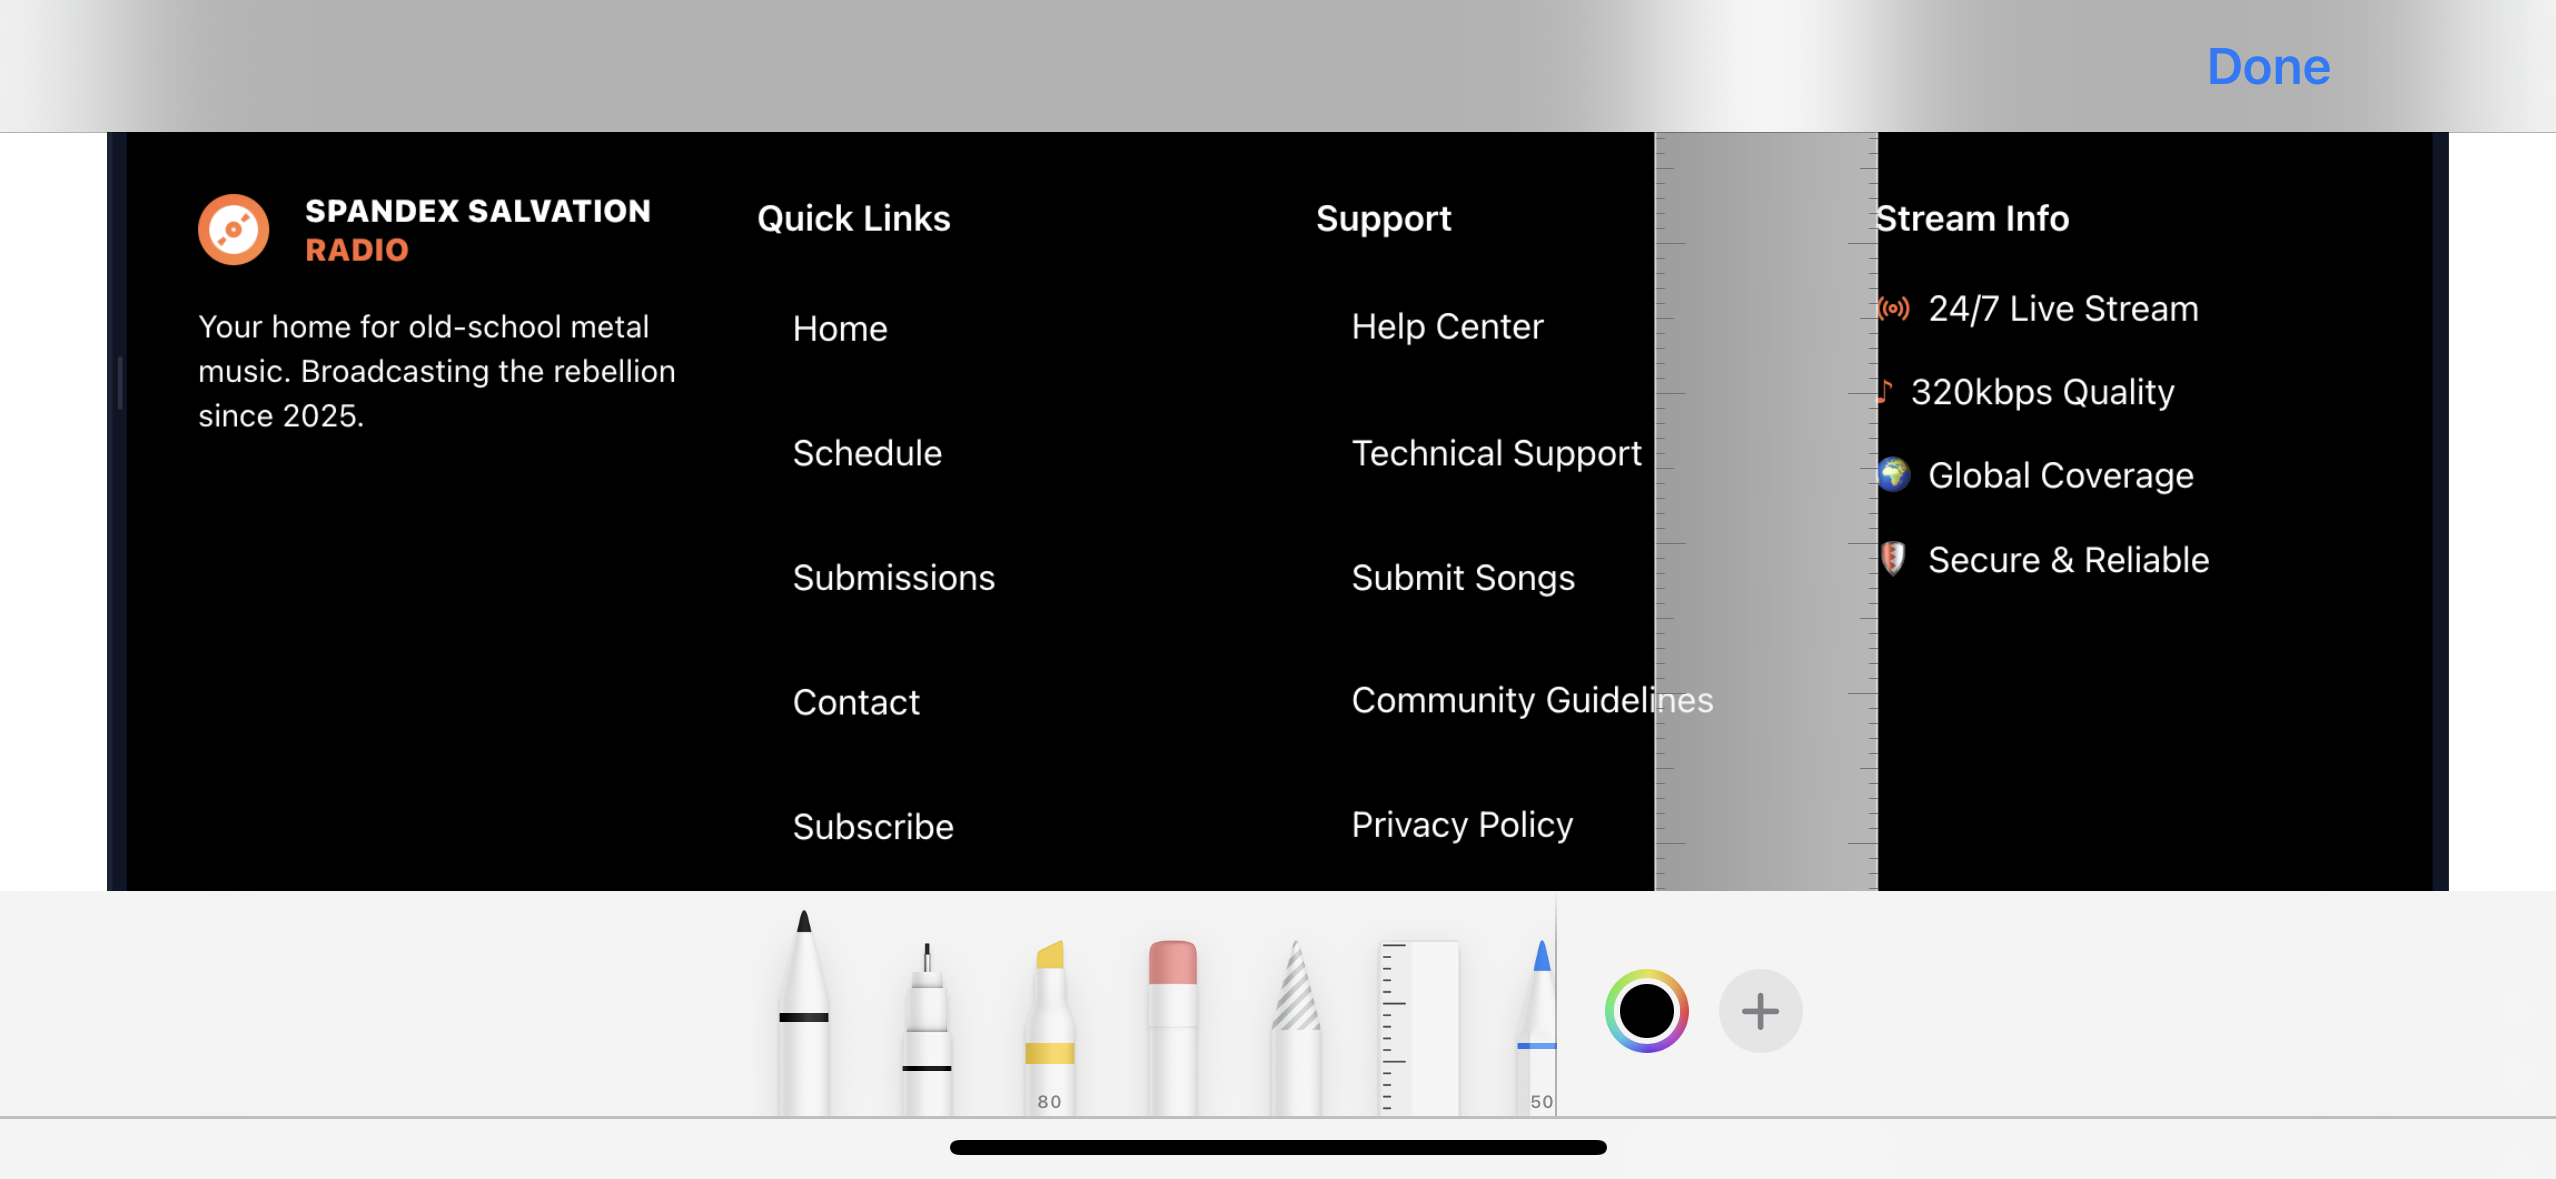 Done
SPANDEX SALVATION
RADIO
Your home for old-school metal
music. Broadcasting the rebellion
since 2025.
Quick Links
Home
Schedule
Submissions
Contact
Subscribe
Support
Help Center
Technical Support
Submit Songs
Community Guidelines
Privacy Policy
Stream Info
24/7 Live Stream
320kbps Quality
Global Coverage
Secure & Reliable
80
50